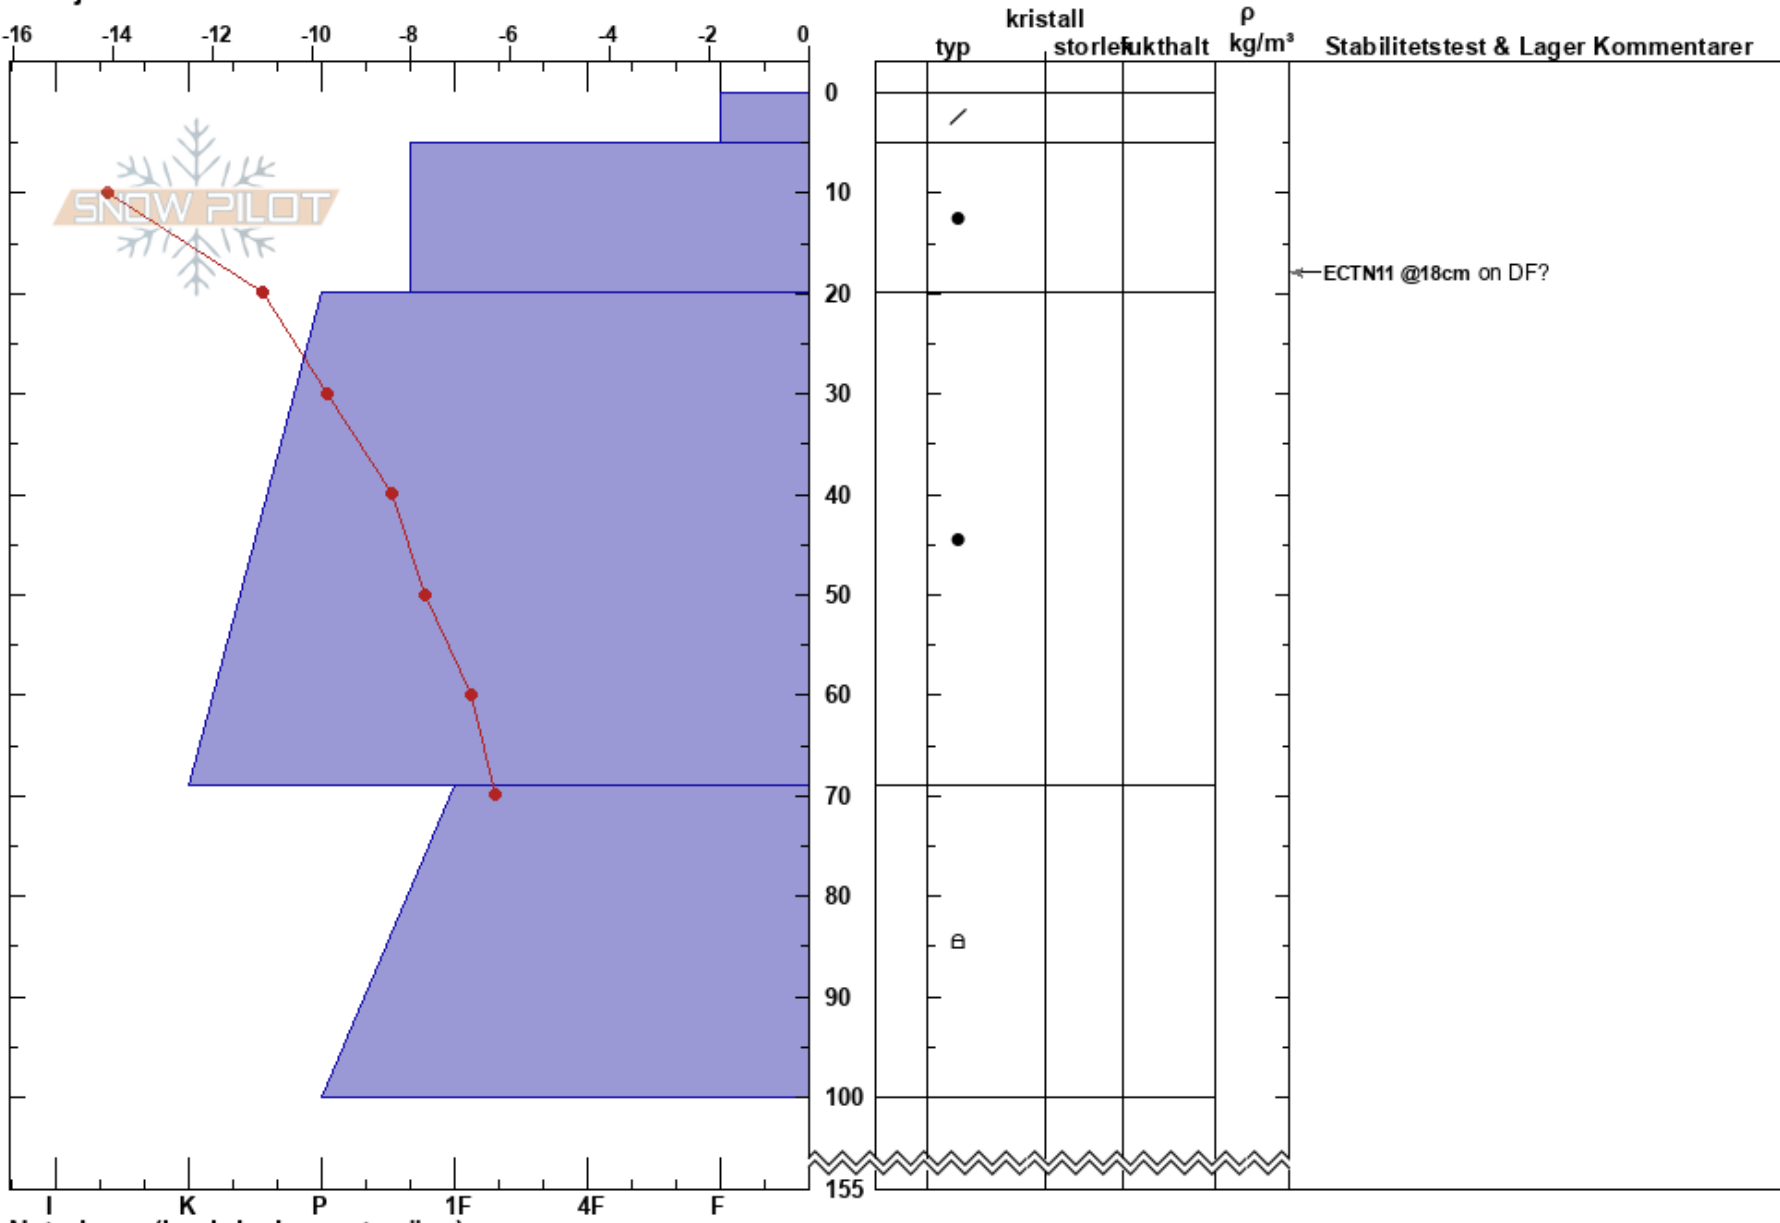 kristall
ρ
-16 -14 -12 -10 -8 -6 -4 -2 0
typ storlek fukthalt kg/m³ Stabilitetstest & Lager Kommentarer
0
SNOW PILOT
10
ECTN11 @18cm on DF?
20
30
40
50
60
70
80
90
100
155
I K P 1F 4F F